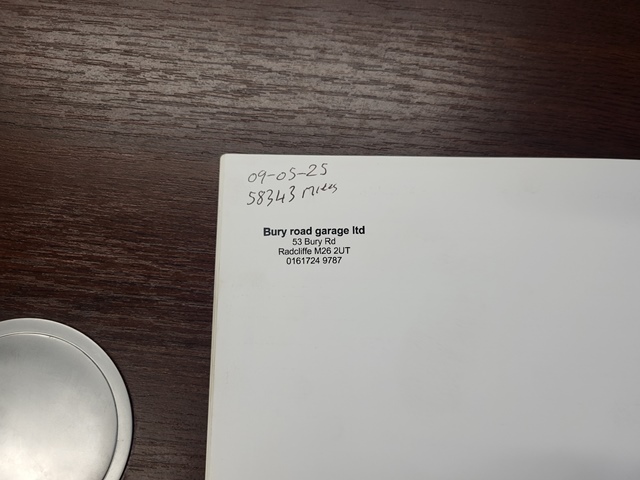 09-05-25
58343 Miles
Bury road garage ltd
53 Bury Rd
Radcliffe M26 2UT
0161724 9787